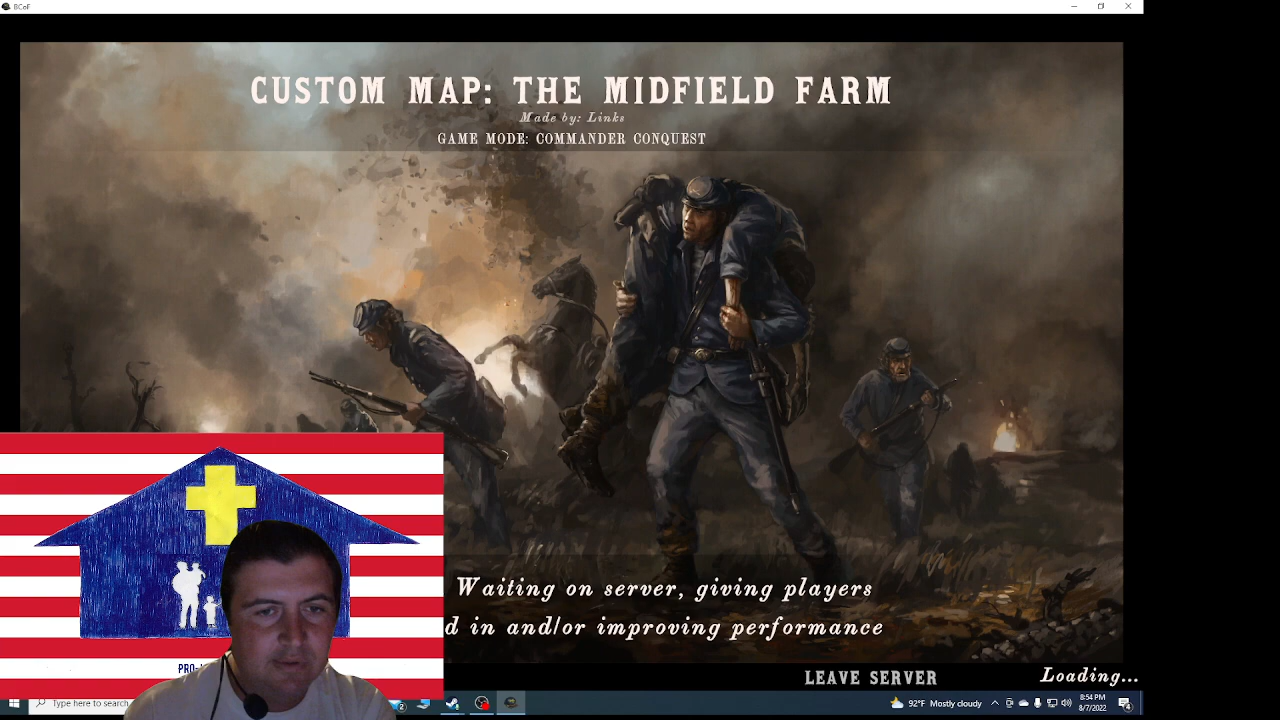 BCoF
CUSTOM MAP: THE MIDFIELD FARM
Made by: Links
GAME MODE: COMMANDER CONQUEST
Waiting on server, giving players
d in and/or improving performance
PRO-
LEAVE SERVER
Loading...
Type here to search
92°F Mostly cloudy
8:54 PM
8/7/2022